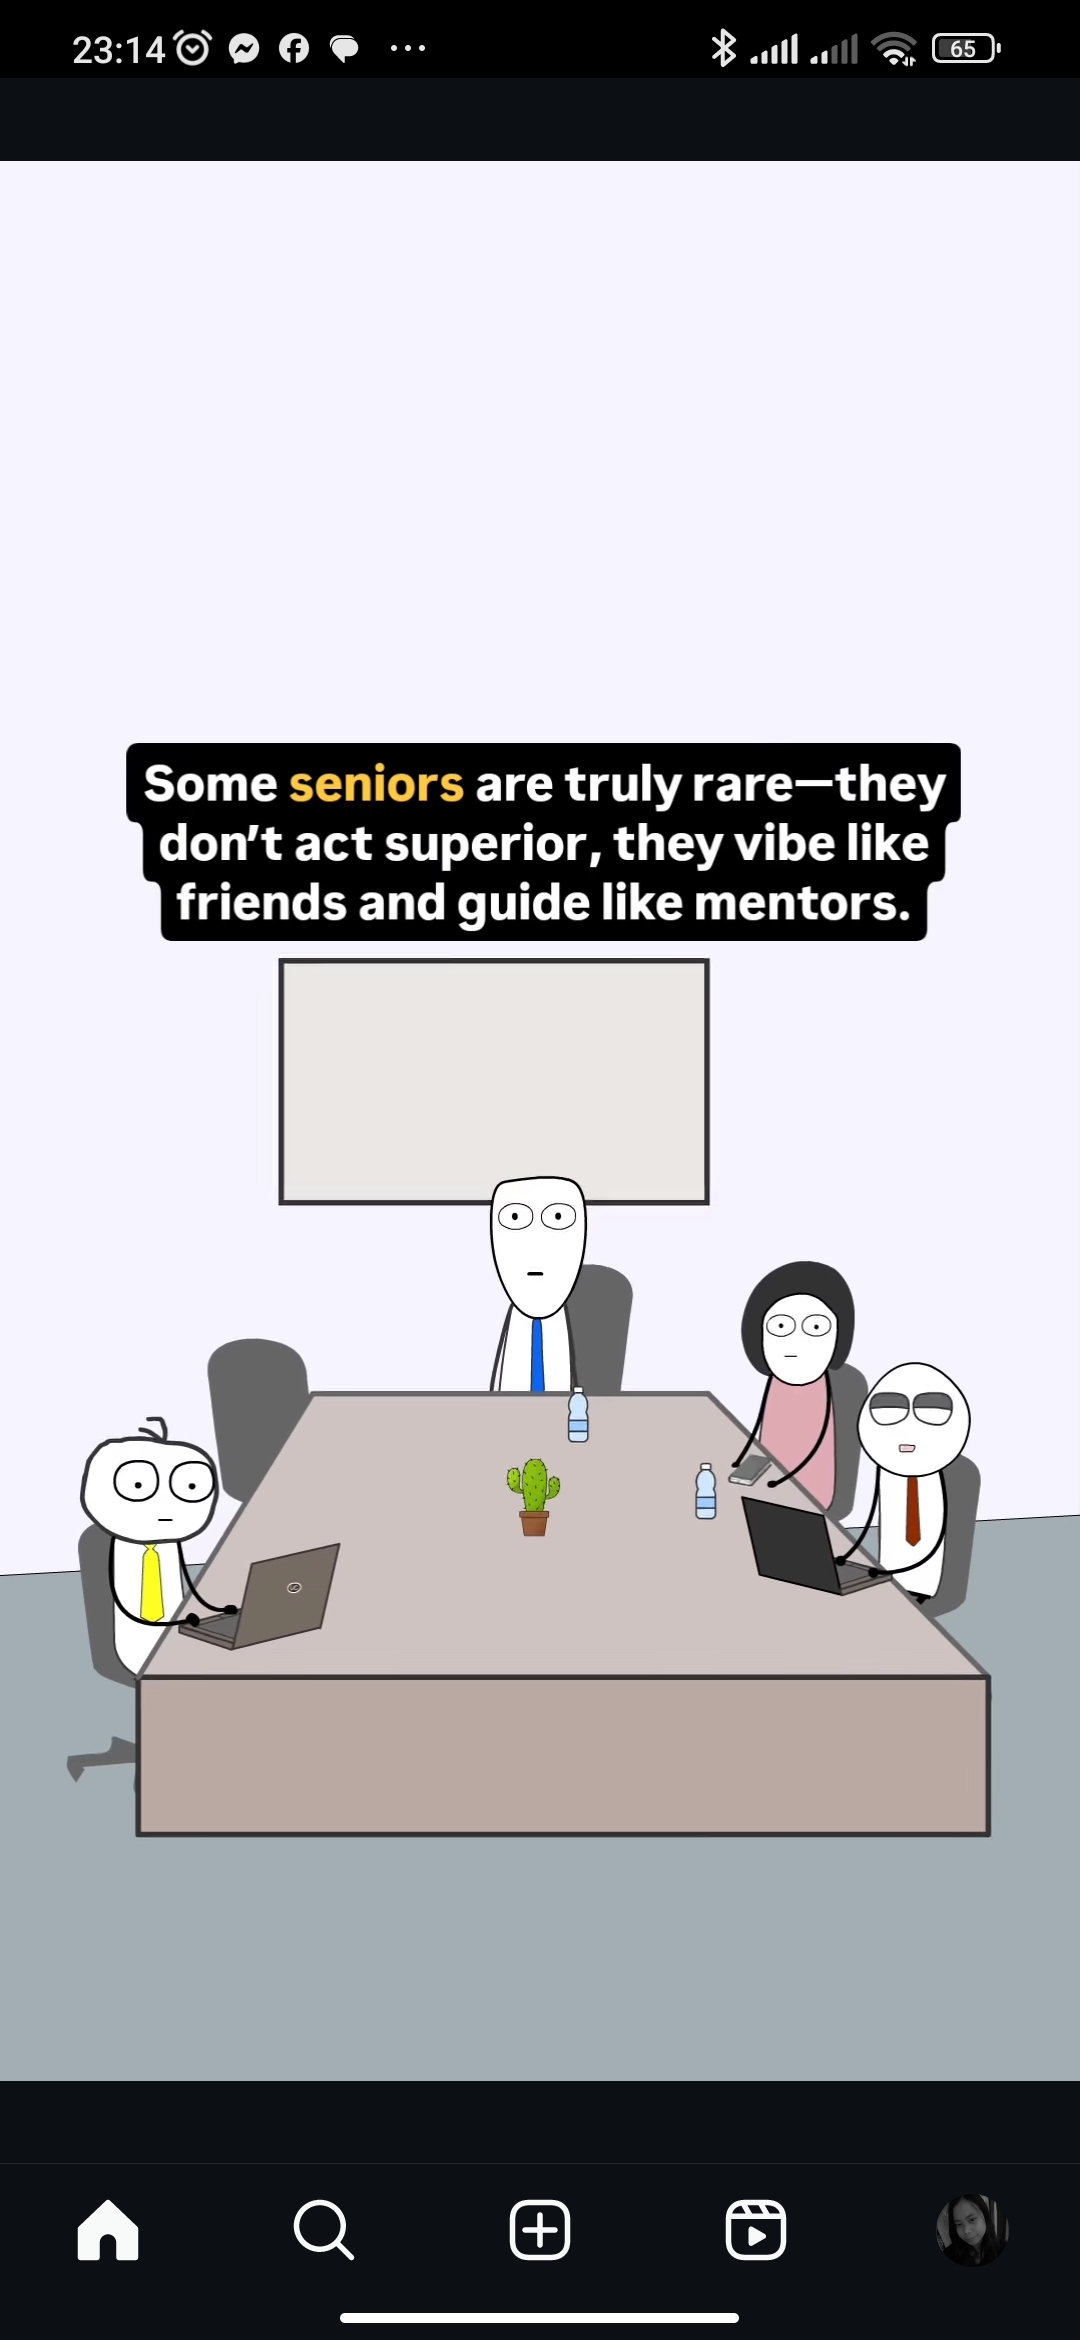 23:14
65
Some seniors are truly rare—they
don't act superior, they vibe like
friends and guide like mentors.